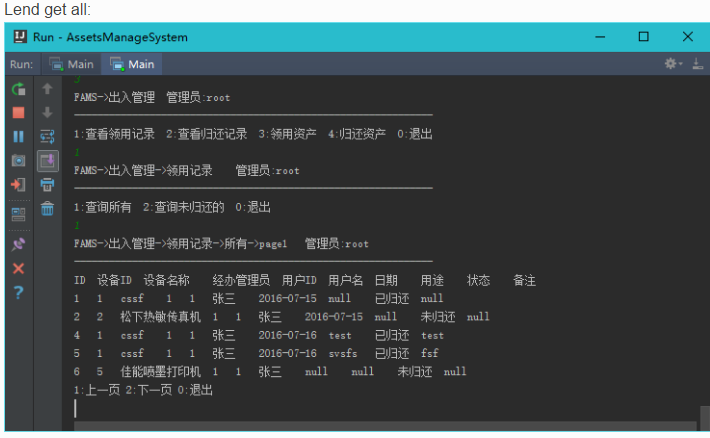 Lend get all:
Run - AssetsManageSystem
Run: Main Main
3
FAMS->出入管理 管理员:root
1:查看领用记录 2:查看归还记录 3:领用资产 4:归还资产 0:退出
1
FAMS->出入管理->领用记录 管理员:root
1:查询所有 2:查询未归还的 0:退出
1
FAMS->出入管理->领用记录->所有->page1 管理员:root
ID 设备ID 设备名称 经办管理员 用户ID 用户名 日期 用途 状态 备注
1 1 cssf 1 1 张三 2016-07-15 null 已归还 null
2 2 松下热敏传真机 1 1 张三 2016-07-15 null 未归还 null
4 1 cssf 1 1 张三 2016-07-16 test 已归还 test
5 1 cssf 1 1 张三 2016-07-16 svsfs 已归还 fsf
6 5 佳能喷墨打印机 1 1 张三 null null 未归还 null
1:上一页 2:下一页 0:退出